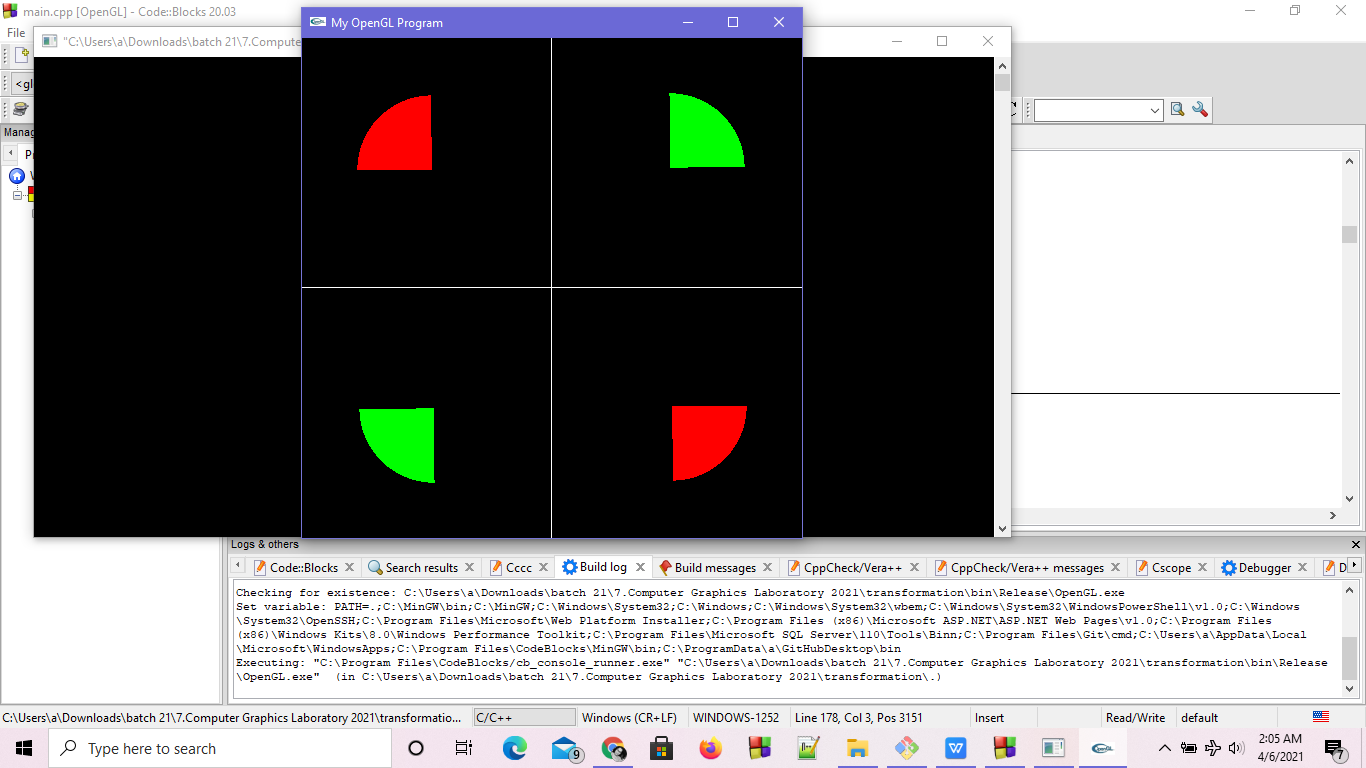 main.cpp [OpenGL] - Code::Blocks 20.03
My OpenGL Program
File
"C:\Users\a\Downloads\batch 21\7.Compute
<gl
Manag
Logs & others
Code::Blocks
Search results
Cccc
Build log
Build messages
CppCheck/Vera++
CppCheck/Vera++ messages
Cscope
Debugger
Checking for existence: C:\Users\a\Downloads\batch 21\7.Computer Graphics Laboratory 2021\transformation\bin\Release\OpenGL.exe
Set variable: PATH=.;C:\MinGW\bin;C:\MinGW;C:\Windows\System32;C:\Windows;C:\Windows\System32\wbem;C:\Windows\System32\WindowsPowerShell\v1.0;C:\Windows
\System32\OpenSSH;C:\Program Files\Microsoft\Web Platform Installer;C:\Program Files (x86)\Microsoft ASP.NET\ASP.NET Web Pages\v1.0;C:\Program Files
(x86)\Windows Kits\8.0\Windows Performance Toolkit;C:\Program Files\Microsoft SQL Server\110\Tools\Binn;C:\Program Files\Git\cmd;C:\Users\a\AppData\Local
\Microsoft\WindowsApps;C:\Program Files\CodeBlocks\MinGW\bin;C:\ProgramData\a\GitHubDesktop\bin
Executing: "C:\Program Files\CodeBlocks/cb_console_runner.exe" "C:\Users\a\Downloads\batch 21\7.Computer Graphics Laboratory 2021\transformation\bin\Release
\OpenGL.exe"  (in C:\Users\a\Downloads\batch 21\7.Computer Graphics Laboratory 2021\transformation\.)
C:\Users\a\Downloads\batch 21\7.Computer Graphics Laboratory 2021\transformatio...
C/C++
Windows (CR+LF)
WINDOWS-1252
Line 178, Col 3, Pos 3151
Insert
Read/Write
default
Type here to search
9
2:05 AM
4/6/2021
7